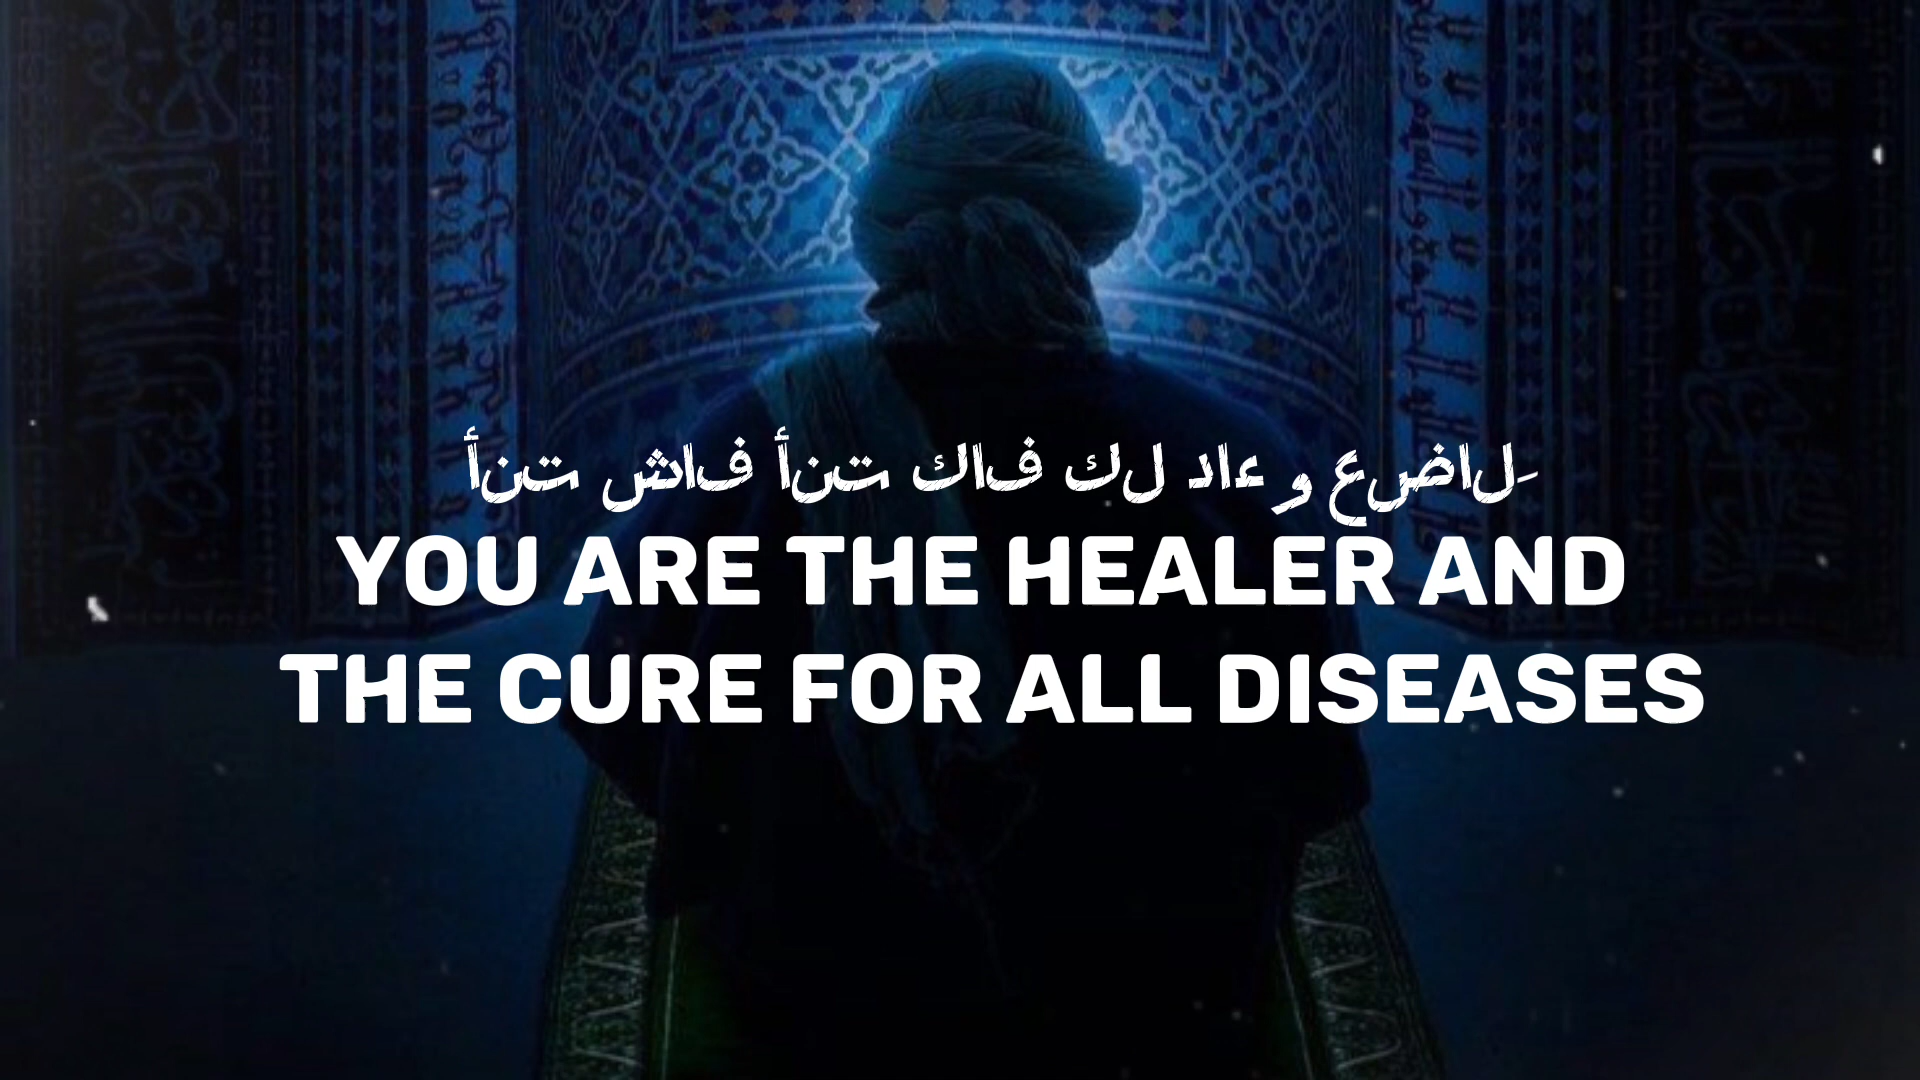 أنت شاف أنت كاف كل داء و عضالِ
YOU ARE THE HEALER AND
THE CURE FOR ALL DISEASES